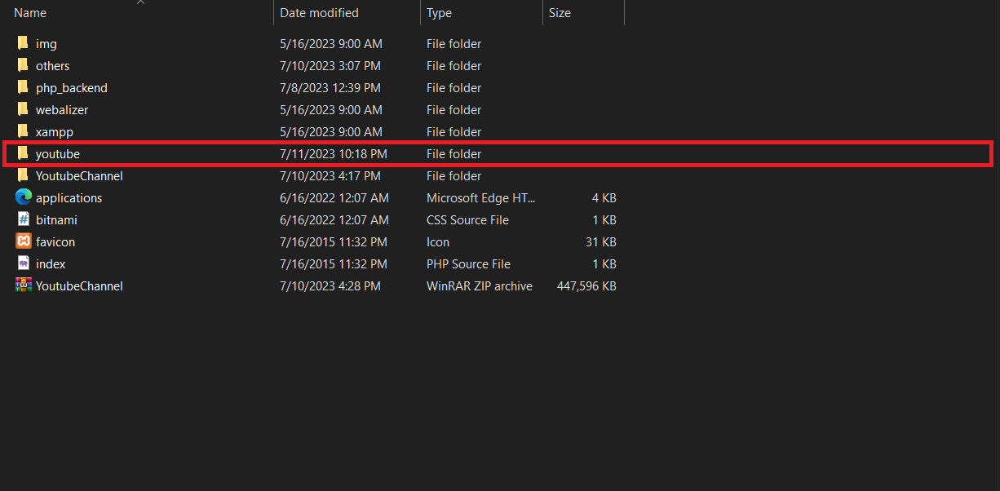 Name Date modified Type Size
img 5/16/2023 9:00 AM File folder
others 7/10/2023 3:07 PM File folder
php_backend 7/8/2023 12:39 PM File folder
webalizer 5/16/2023 9:00 AM File folder
xampp 5/16/2023 9:00 AM File folder
youtube 7/11/2023 10:18 PM File folder
YoutubeChannel 7/10/2023 4:17 PM File folder
applications 6/16/2022 12:07 AM Microsoft Edge HT... 4 KB
bitnami 6/16/2022 12:07 AM CSS Source File 1 KB
favicon 7/16/2015 11:32 PM Icon 31 KB
index 7/16/2015 11:32 PM PHP Source File 1 KB
YoutubeChannel 7/10/2023 4:28 PM WinRAR ZIP archive 447,596 KB